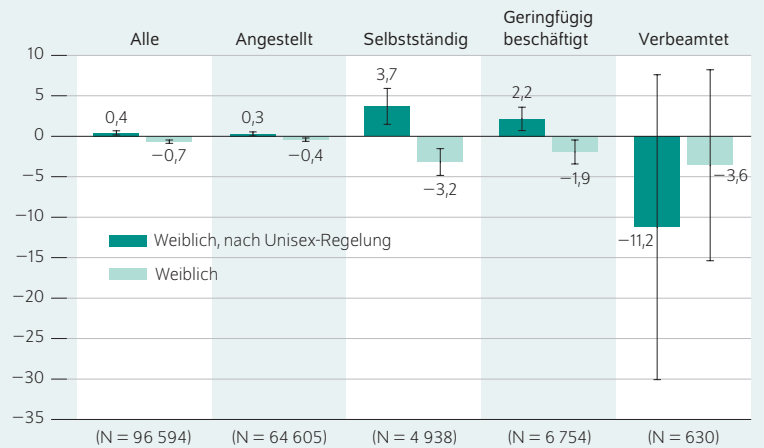 Alle
Angestellt
Selbstständig
Geringfügig
beschäftigt
Verbeamtet
10
5
0
−5
−10
−15
−20
−25
−30
−35
0,4
−0,7
0,3
−0,4
3,7
−3,2
2,2
−1,9
−11,2
−3,6
Weiblich, nach Unisex-Regelung
Weiblich
(N = 96 594)
(N = 64 605)
(N = 4 938)
(N = 6 754)
(N = 630)